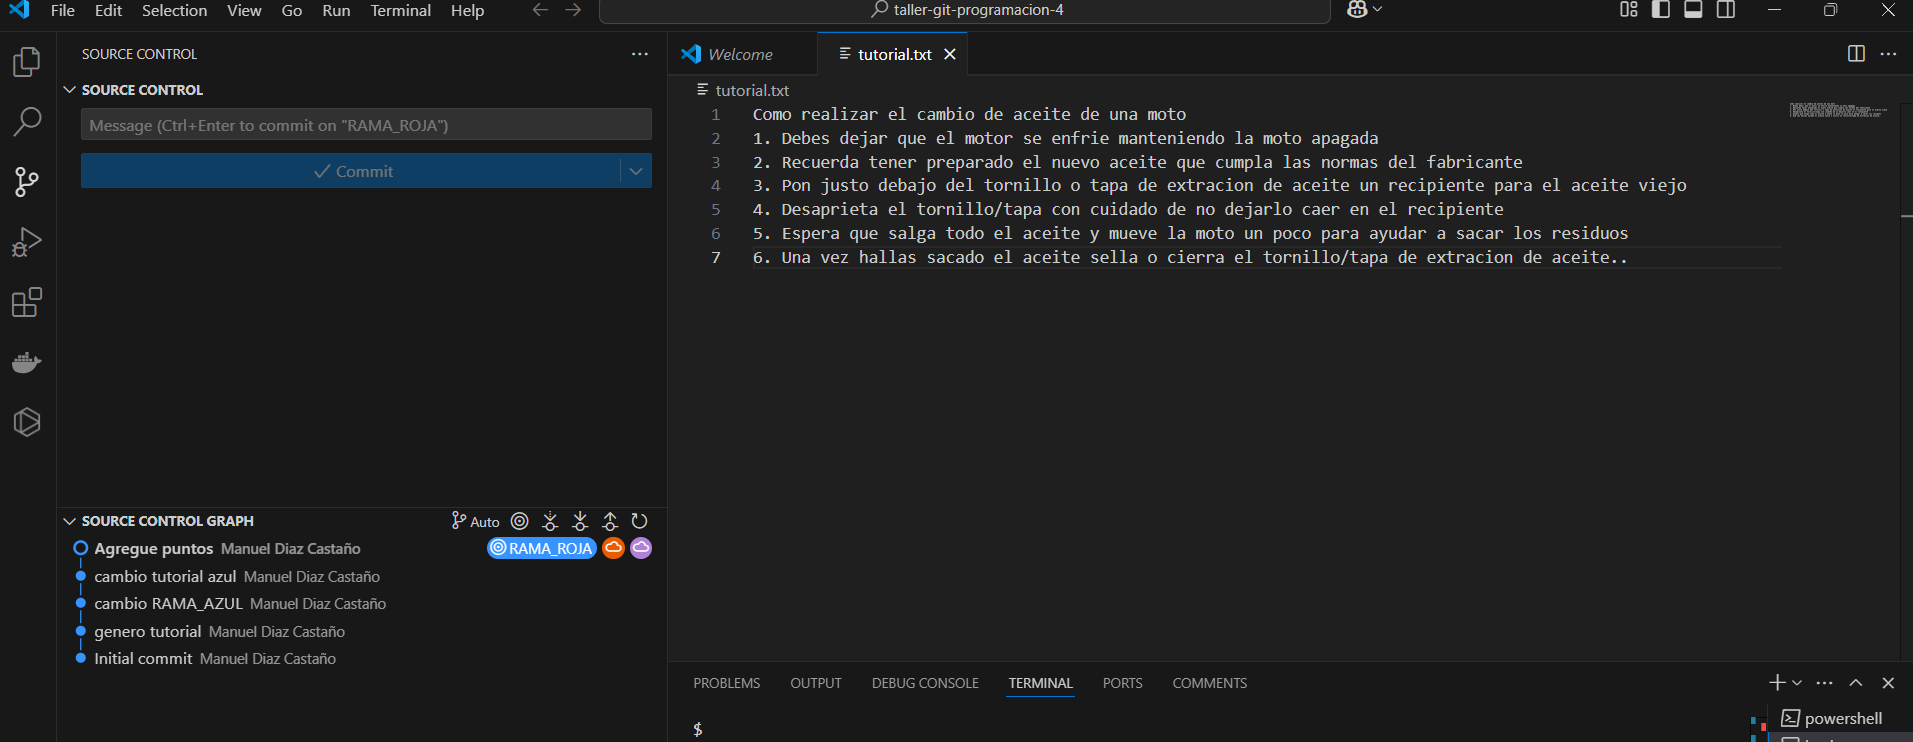 File Edit Selection View Go Run Terminal Help
taller-git-programacion-4
SOURCE CONTROL
SOURCE CONTROL
Message (Ctrl+Enter to commit on "RAMA_ROJA")
Commit
SOURCE CONTROL GRAPH
Auto
Agregue puntos Manuel Diaz Castaño
RAMA_ROJA
cambio tutorial azul Manuel Diaz Castaño
cambio RAMA_AZUL Manuel Diaz Castaño
genero tutorial Manuel Diaz Castaño
Initial commit Manuel Diaz Castaño
Welcome
tutorial.txt
tutorial.txt
1 Como realizar el cambio de aceite de una moto
2 1. Debes dejar que el motor se enfrie manteniendo la moto apagada
3 2. Recuerda tener preparado el nuevo aceite que cumpla las normas del fabricante
4 3. Pon justo debajo del tornillo o tapa de extracion de aceite un recipiente para el aceite viejo
5 4. Desaprieta el tornillo/tapa con cuidado de no dejarlo caer en el recipiente
6 5. Espera que salga todo el aceite y mueve la moto un poco para ayudar a sacar los residuos
7 6. Una vez hallas sacado el aceite sella o cierra el tornillo/tapa de extracion de aceite..
PROBLEMS OUTPUT DEBUG CONSOLE TERMINAL PORTS COMMENTS
$
powershell